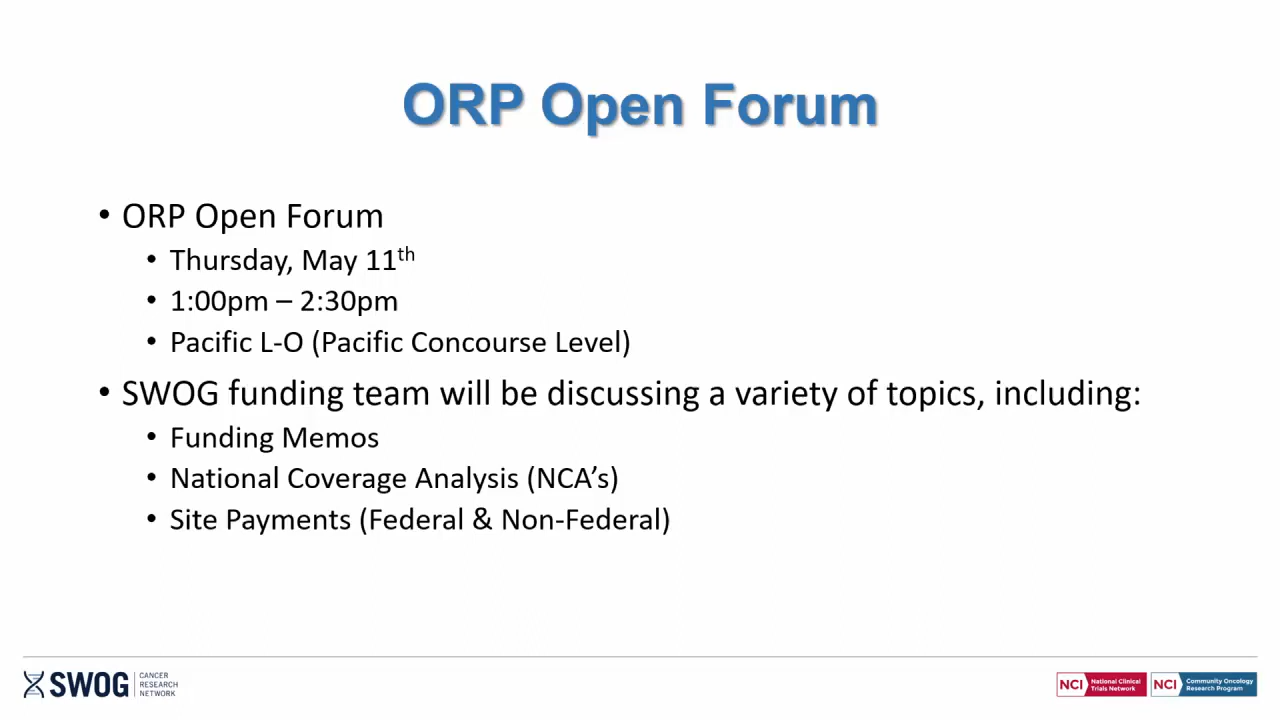 ORP Open Forum
• ORP Open Forum
• Thursday, May 11th
• 1:00pm – 2:30pm
• Pacific L-O (Pacific Concourse Level)
• SWOG funding team will be discussing a variety of topics, including:
• Funding Memos
• National Coverage Analysis (NCA’s)
• Site Payments (Federal & Non-Federal)
SWOG
CANCER
RESEARCH
NETWORK
NCI
National Clinical
Trials Network
NCI
Community Oncology
Research Program